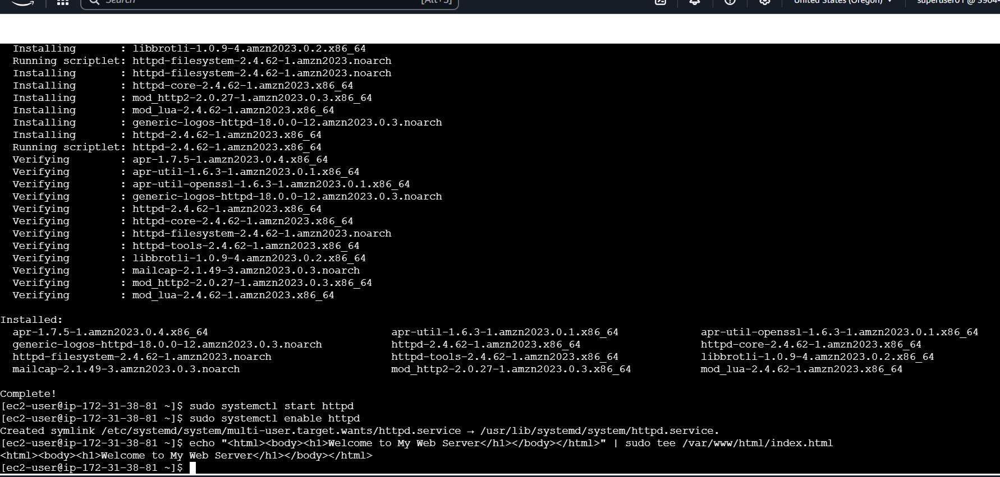 Search [Alt+S] United States (Oregon) superuser01 @ 3904-
Installing : libbrotli-1.0.9-4.amzn2023.0.2.x86_64
Running scriptlet: httpd-filesystem-2.4.62-1.amzn2023.noarch
Installing : httpd-filesystem-2.4.62-1.amzn2023.noarch
Installing : httpd-core-2.4.62-1.amzn2023.x86_64
Installing : mod_http2-2.0.27-1.amzn2023.0.3.x86_64
Installing : mod_lua-2.4.62-1.amzn2023.x86_64
Installing : generic-logos-httpd-18.0.0-12.amzn2023.0.3.noarch
Installing : httpd-2.4.62-1.amzn2023.x86_64
Running scriptlet: httpd-2.4.62-1.amzn2023.x86_64
Verifying : apr-1.7.5-1.amzn2023.0.4.x86_64
Verifying : apr-util-1.6.3-1.amzn2023.0.1.x86_64
Verifying : apr-util-openssl-1.6.3-1.amzn2023.0.1.x86_64
Verifying : generic-logos-httpd-18.0.0-12.amzn2023.0.3.noarch
Verifying : httpd-2.4.62-1.amzn2023.x86_64
Verifying : httpd-core-2.4.62-1.amzn2023.x86_64
Verifying : httpd-filesystem-2.4.62-1.amzn2023.noarch
Verifying : httpd-tools-2.4.62-1.amzn2023.x86_64
Verifying : libbrotli-1.0.9-4.amzn2023.0.2.x86_64
Verifying : mailcap-2.1.49-3.amzn2023.0.3.noarch
Verifying : mod_http2-2.0.27-1.amzn2023.0.3.x86_64
Verifying : mod_lua-2.4.62-1.amzn2023.x86_64
Installed:
apr-1.7.5-1.amzn2023.0.4.x86_64 apr-util-1.6.3-1.amzn2023.0.1.x86_64 apr-util-openssl-1.6.3-1.amzn2023.0.1.x86_64
generic-logos-httpd-18.0.0-12.amzn2023.0.3.noarch httpd-2.4.62-1.amzn2023.x86_64 httpd-core-2.4.62-1.amzn2023.x86_64
httpd-filesystem-2.4.62-1.amzn2023.noarch httpd-tools-2.4.62-1.amzn2023.x86_64 libbrotli-1.0.9-4.amzn2023.0.2.x86_64
mailcap-2.1.49-3.amzn2023.0.3.noarch mod_http2-2.0.27-1.amzn2023.0.3.x86_64 mod_lua-2.4.62-1.amzn2023.x86_64
Complete!
[ec2-user@ip-172-31-38-81 ~]$ sudo systemctl start httpd
[ec2-user@ip-172-31-38-81 ~]$ sudo systemctl enable httpd
Created symlink /etc/systemd/system/multi-user.target.wants/httpd.service → /usr/lib/systemd/system/httpd.service.
[ec2-user@ip-172-31-38-81 ~]$ echo "<html><body><h1>Welcome to My Web Server</h1></body></html>" | sudo tee /var/www/html/index.html
<html><body><h1>Welcome to My Web Server</h1></body></html>
[ec2-user@ip-172-31-38-81 ~]$